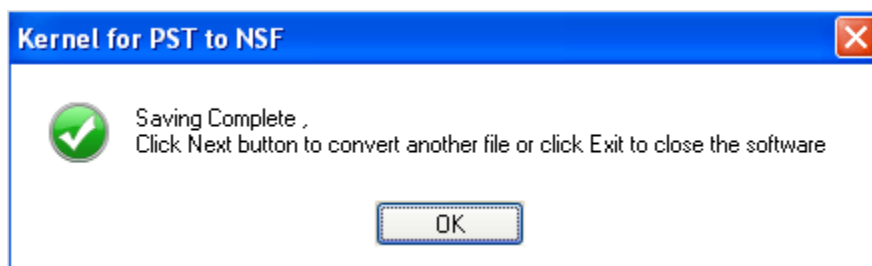 Kernel for PST to NSF
Saving Complete ,
Click Next button to convert another file or click Exit to close the software
OK